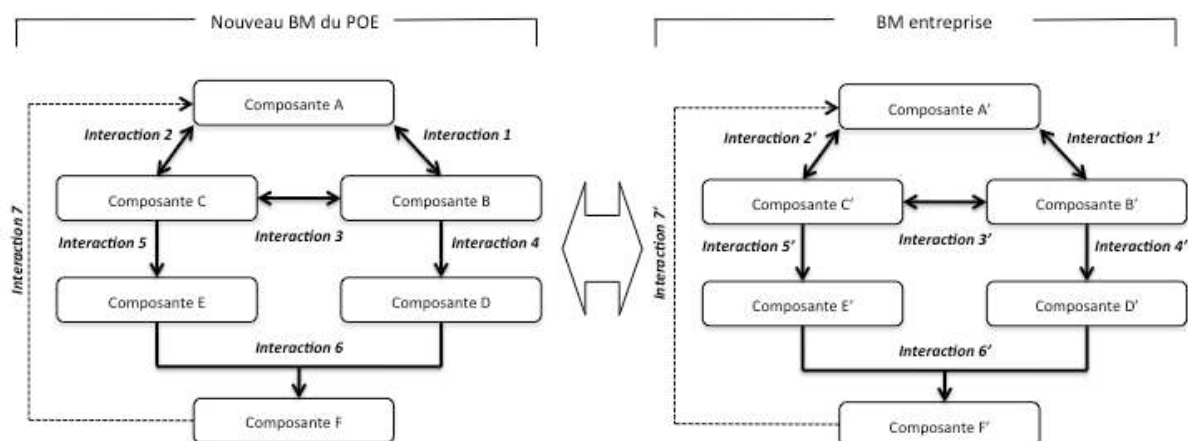 Nouveau BM du POE
Composante A
Interaction 2
Interaction 1
Composante C
Composante B
Interaction 3
Interaction 5
Interaction 4
Interaction 7
Composante E
Composante D
Interaction 6
Composante F
BM entreprise
Composante A'
Interaction 2'
Interaction 1'
Composante C'
Composante B'
Interaction 3'
Interaction 5'
Interaction 4'
Interaction 7'
Composante E'
Composante D'
Interaction 6'
Composante F'